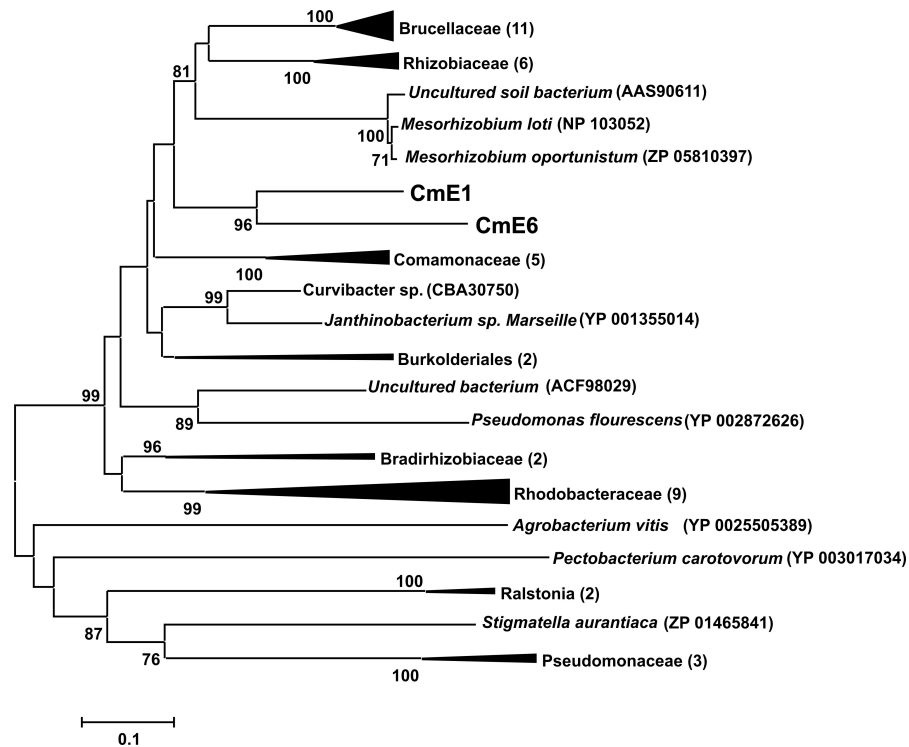 100
Brucellaceae (11)
Rhizobiaceae (6)
100
81
Uncultured soil bacterium (AAS90611)
Mesorhizobium loti (NP 103052)
100
Mesorhizobium oportunistum (ZP 05810397)
71
CmE1
CmE6
96
Comamonaceae (5)
100
Curvibacter sp. (CBA30750)
99
Janthinobacterium sp. Marseille (YP 001355014)
Burkolderiales (2)
Uncultured bacterium (ACF98029)
99
Pseudomonas flourescens (YP 002872626)
89
96
Bradirhizobiaceae (2)
Rhodobacteraceae (9)
99
Agrobacterium vitis (YP 0025505389)
Pectobacterium carotovorum (YP 003017034)
100
Ralstonia (2)
Stigmatella aurantiaca (ZP 01465841)
87
76
Pseudomonaceae (3)
100
0.1